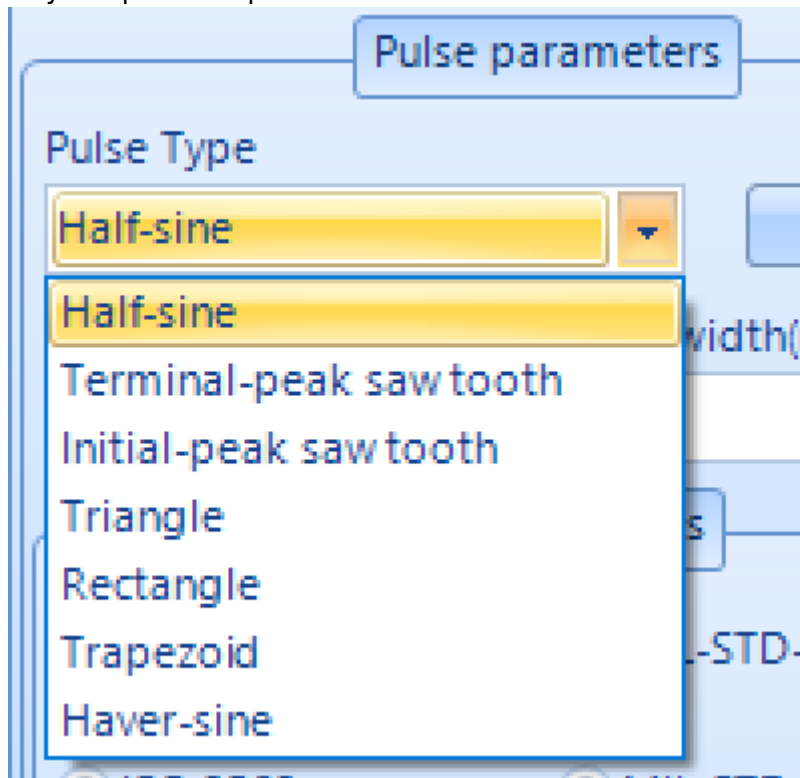 Pulse parameters
Pulse Type
Half-sine
Half-sine
width(
Terminal-peak saw tooth
Initial-peak saw tooth
Triangle
s
Rectangle
Trapezoid
-STD-
Haver-sine